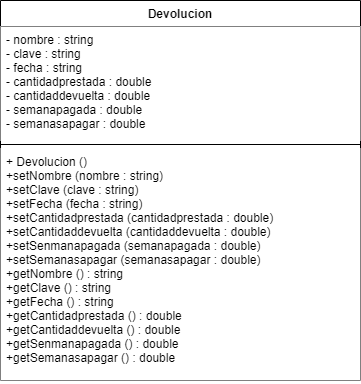 Devolucion
- nombre : string
- clave : string
- fecha : string
- cantidadprestada : double
- cantidaddevuelta : double
- semanapagada : double
- semanasapagar : double
+ Devolucion ()
+setNombre (nombre : string)
+setClave (clave : string)
+setFecha (fecha : string)
+setCantidadprestada (cantidadprestada : double)
+setCantidaddevuelta (cantidaddevuelta : double)
+setSenmanapagada (semanapagada : double)
+setSemanasapagar (semanasapagar : double)
+getNombre () : string
+getClave () : string
+getFecha () : string
+getCantidadprestada () : double
+getCantidaddevuelta () : double
+getSenmanapagada () : double
+getSemanasapagar () : double